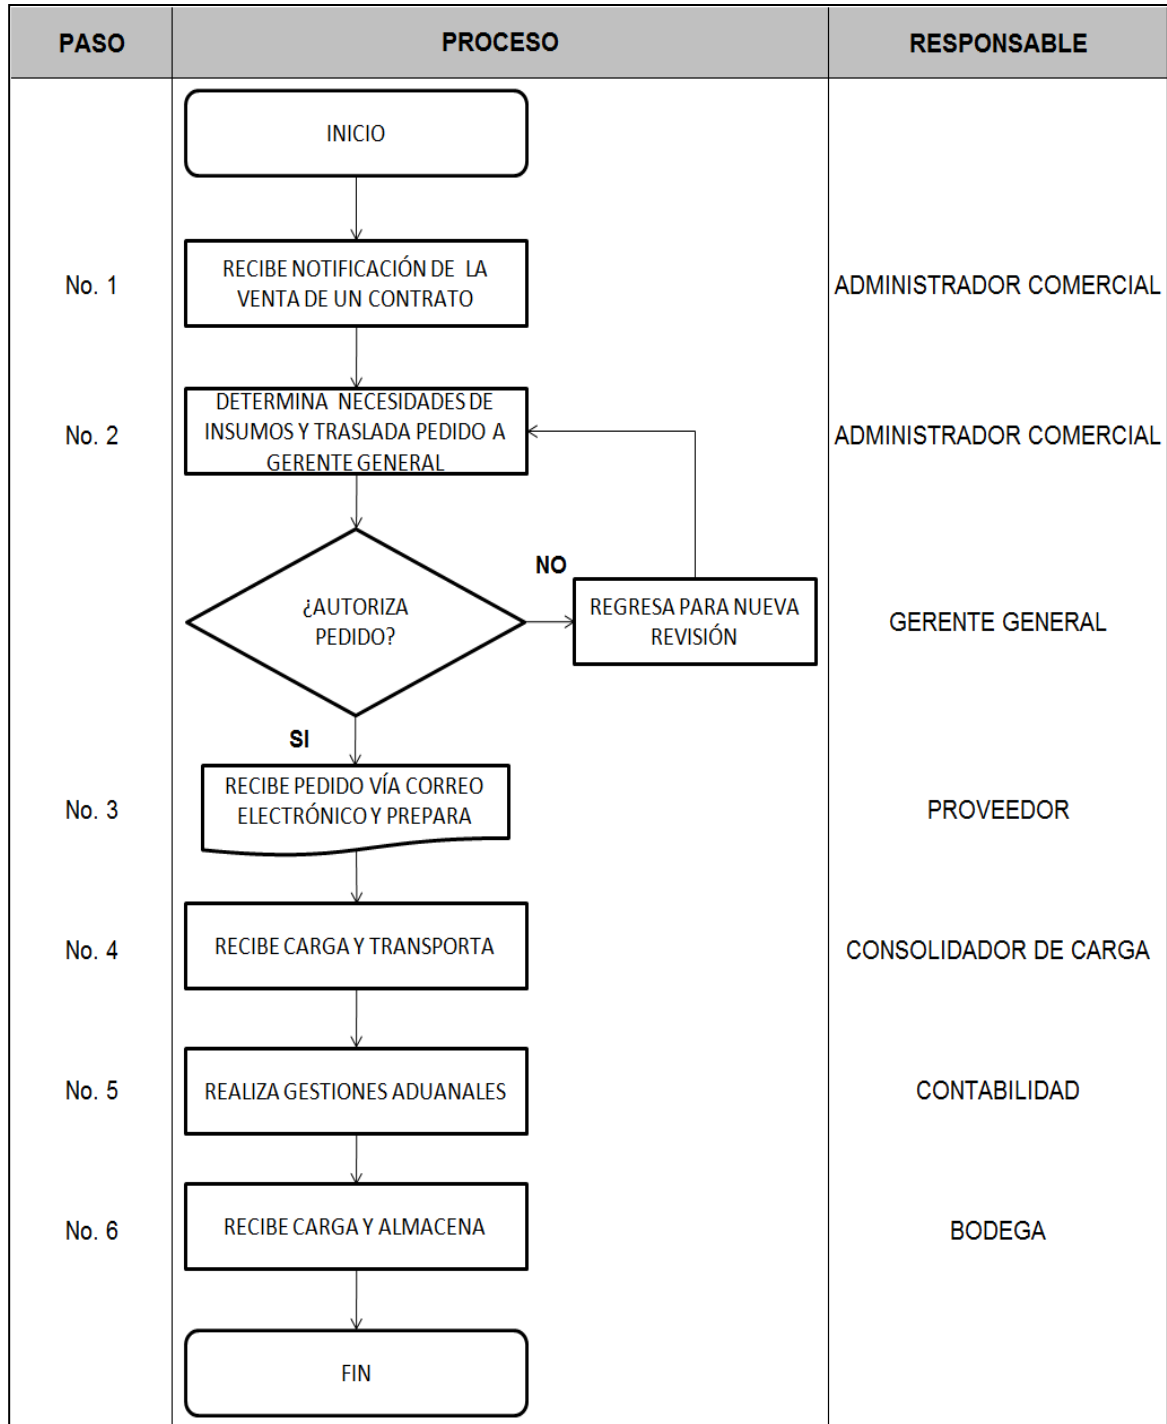 PASO
PROCESO
RESPONSABLE
INICIO
No. 1
RECIBE NOTIFICACIÓN DE LA
VENTA DE UN CONTRATO
ADMINISTRADOR COMERCIAL
No. 2
DETERMINA NECESIDADES DE
INSUMOS Y TRASLADA PEDIDO A
GERENTE GENERAL
ADMINISTRADOR COMERCIAL
¿AUTORIZA
PEDIDO?
NO
REGRESA PARA NUEVA
REVISIÓN
GERENTE GENERAL
SI
No. 3
RECIBE PEDIDO VÍA CORREO
ELECTRÓNICO Y PREPARA
PROVEEDOR
No. 4
RECIBE CARGA Y TRANSPORTA
CONSOLIDADOR DE CARGA
No. 5
REALIZA GESTIONES ADUANALES
CONTABILIDAD
No. 6
RECIBE CARGA Y ALMACENA
BODEGA
FIN